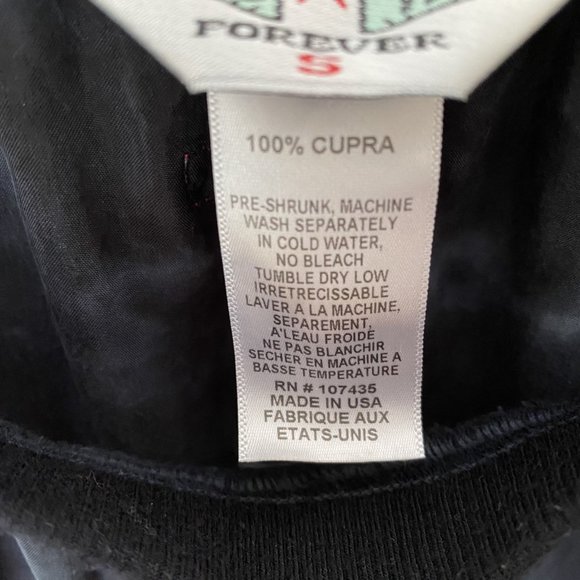 FOREVER
S
100% CUPRA
PRE-SHRUNK, MACHINE
WASH SEPARATELY
IN COLD WATER,
NO BLEACH
TUMBLE DRY LOW
IRRETRECISSABLE
LAVER A LA MACHINE,
SEPAREMENT,
A'LEAU FROIDE
NE PAS BLANCHIR
SECHER EN MACHINE A
BASSE TEMPERATURE
RN # 107435
MADE IN USA
FABRIQUE AUX
ETATS-UNIS